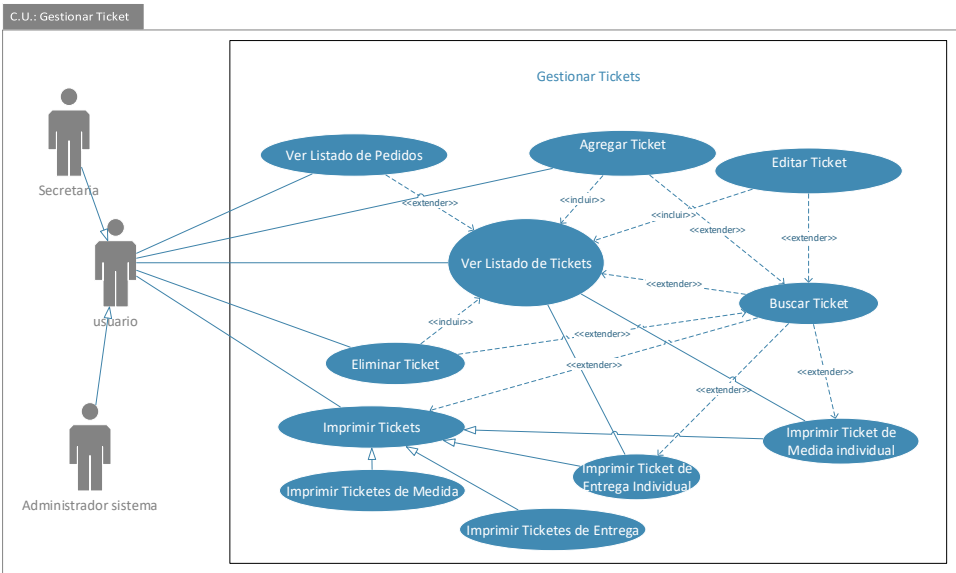 C.U.: Gestionar Ticket
Gestionar Tickets
Secretaria
usuario
Administrador sistema
Ver Listado de Pedidos
Agregar Ticket
Editar Ticket
<<extender>>
<<incluir>>
<<incluir>>
<<extender>>
<<extender>>
Ver Listado de Tickets
<<extender>>
Buscar Ticket
<<incluir>>
<<extender>>
Eliminar Ticket
<<extender>>
<<extender>>
<<extender>>
Imprimir Tickets
Imprimir Ticket de
Medida individual
Imprimir Ticket de
Entrega Individual
Imprimir Ticketes de Medida
Imprimir Ticketes de Entrega